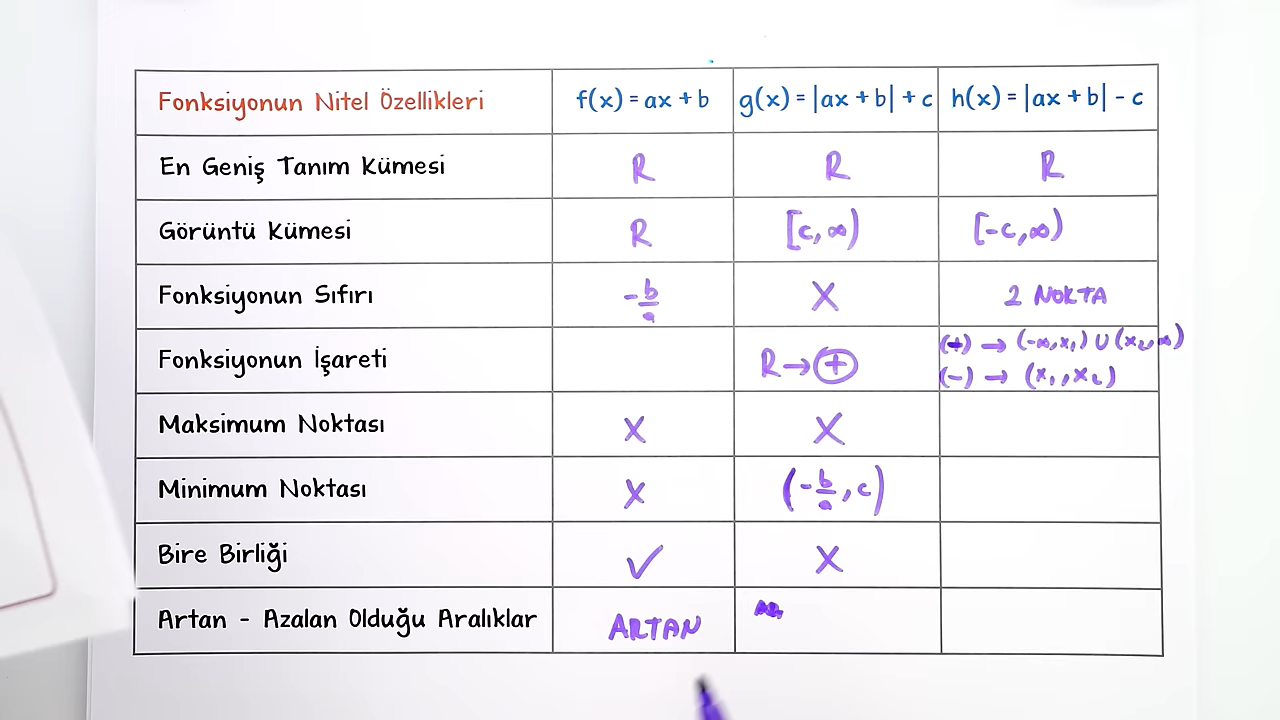 Fonksiyonun Nitel Özellikleri f(x) = ax + b g(x) = |ax + b| + c h(x) = |ax + b| - c
En Geniş Tanım Kümesi R R R
Görüntü Kümesi R [c, ∞) [-c, ∞)
Fonksiyonun Sıfırı -b/a X 2 NOKTA
Fonksiyonun İşareti R → (+) (+) → (-∞, x₁) ∪ (x₂, ∞)
(-) → (x₁, x₂)
Maksimum Noktası X X
Minimum Noktası X (-b/a, c)
Bire Birliği ✓ X
Artan - Azalan Olduğu Aralıklar ARTAN